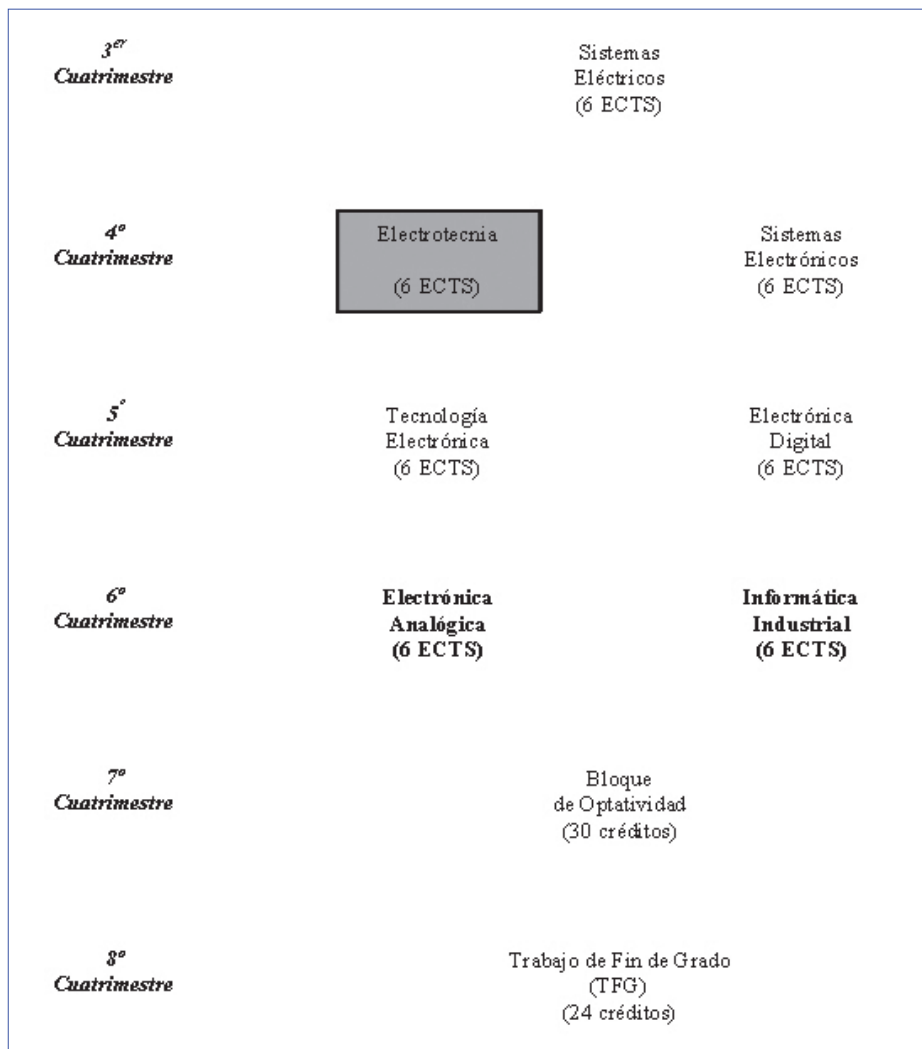 3er
Cuatrimestre
Sistemas
Eléctricos
(6 ECTS)
4º
Cuatrimestre
Electrotecnia
(6 ECTS)
Sistemas
Electrónicos
(6 ECTS)
5º
Cuatrimestre
Tecnología
Electrónica
(6 ECTS)
Electrónica
Digital
(6 ECTS)
6º
Cuatrimestre
Electrónica
Analógica
(6 ECTS)
Informática
Industrial
(6 ECTS)
7º
Cuatrimestre
Bloque
de Optatividad
(30 créditos)
8º
Cuatrimestre
Trabajo de Fin de Grado
(TFG)
(24 créditos)